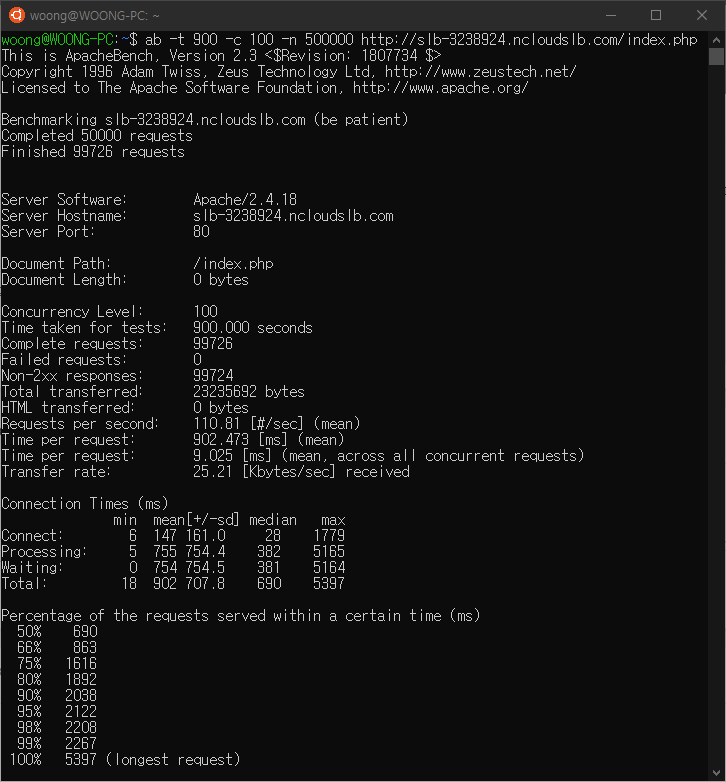 woong@WOONG-PC: ~
woong@WOONG-PC:~$ ab -t 900 -c 100 -n 500000 http://slb-3238924.ncloudslb.com/index.php
This is ApacheBench, Version 2.3 <$Revision: 1807734 $>
Copyright 1996 Adam Twiss, Zeus Technology Ltd, http://www.zeustech.net/
Licensed to The Apache Software Foundation, http://www.apache.org/

Benchmarking slb-3238924.ncloudslb.com (be patient)
Completed 50000 requests
Finished 99726 requests

Server Software:        Apache/2.4.18
Server Hostname:        slb-3238924.ncloudslb.com
Server Port:            80

Document Path:          /index.php
Document Length:        0 bytes

Concurrency Level:      100
Time taken for tests:   900.000 seconds
Complete requests:      99726
Failed requests:        0
Non-2xx responses:      99724
Total transferred:      23235692 bytes
HTML transferred:       0 bytes
Requests per second:    110.81 [#/sec] (mean)
Time per request:       902.473 [ms] (mean)
Time per request:       9.025 [ms] (mean, across all concurrent requests)
Transfer rate:          25.21 [Kbytes/sec] received

Connection Times (ms)
              min  mean[+/-sd] median   max
Connect:        6  147 161.0     28    1779
Processing:     5  755 754.4    382    5165
Waiting:        0  754 754.5    381    5164
Total:         18  902 707.8    690    5397

Percentage of the requests served within a certain time (ms)
  50%    690
  66%    863
  75%   1616
  80%   1892
  90%   2038
  95%   2122
  98%   2208
  99%   2267
 100%   5397 (longest request)